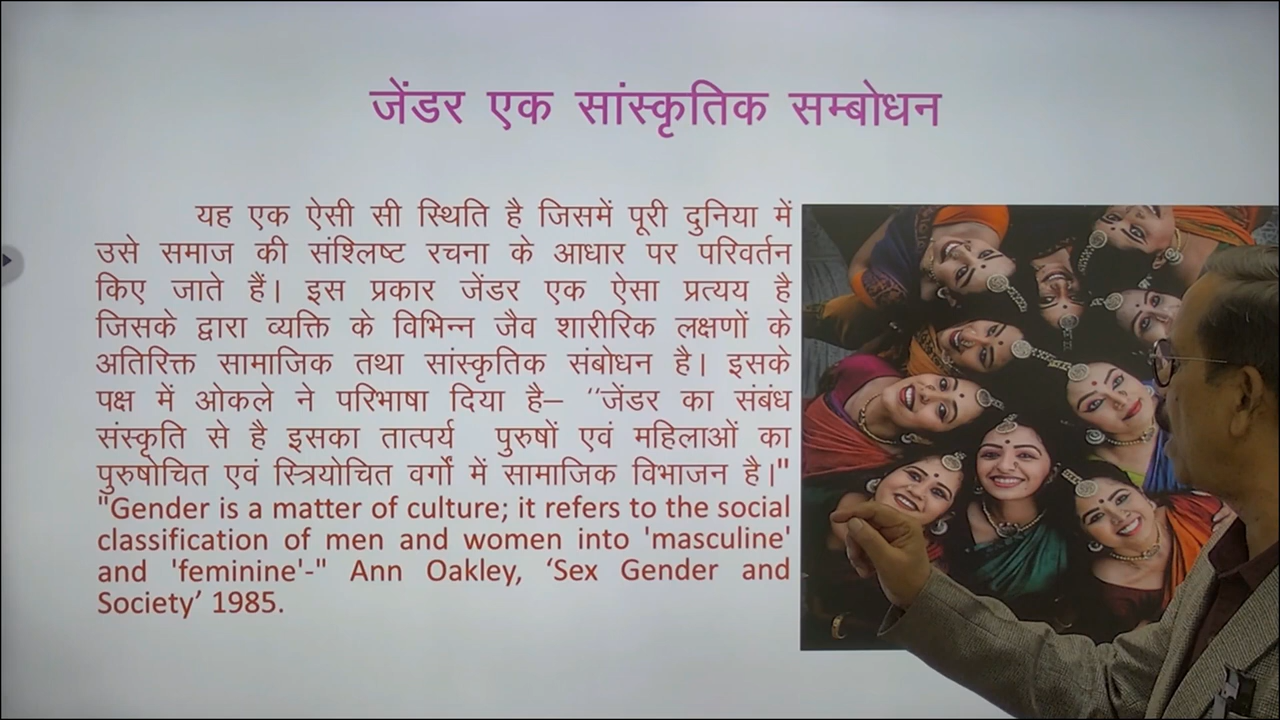 जेंडर एक सांस्कृतिक सम्बोधन
यह एक ऐसी सी स्थिति है जिसमें पूरी दुनिया में
उसे समाज की संश्लिष्ट रचना के आधार पर परिवर्तन
किए जाते हैं। इस प्रकार जेंडर एक ऐसा प्रत्यय है
जिसके द्वारा व्यक्ति के विभिन्न जैव शारीरिक लक्षणों के
अतिरिक्त सामाजिक तथा सांस्कृतिक संबोधन है। इसके
पक्ष में ओकले ने परिभाषा दिया है– ‘‘जेंडर का संबंध
संस्कृति से है इसका तात्पर्य पुरुषों एवं महिलाओं का
पुरुषोचित एवं स्त्रियोचित वर्गों में सामाजिक विभाजन है।"
"Gender is a matter of culture; it refers to the social
classification of men and women into 'masculine'
and 'feminine'-" Ann Oakley, ‘Sex Gender and
Society’ 1985.